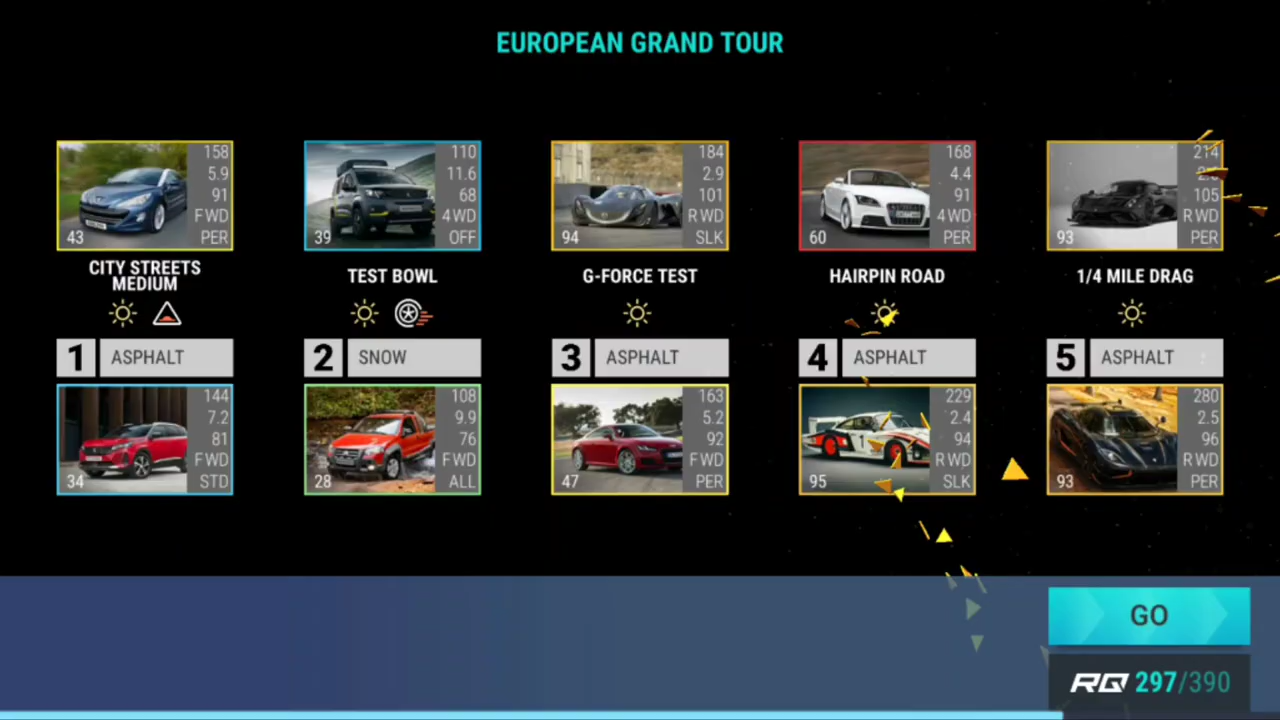 EUROPEAN GRAND TOUR
158
5.9
91
FWD
43 PER
110
11.6
68
4WD
39 OFF
184
2.9
101
RWD
94 SLK
168
4.4
91
4WD
60 PER
214
105
RWD
93 PER
CITY STREETS
MEDIUM
TEST BOWL
G-FORCE TEST
HAIRPIN ROAD
1/4 MILE DRAG
1 ASPHALT
2 SNOW
3 ASPHALT
4 ASPHALT
5 ASPHALT
144
7.2
81
FWD
34 STD
108
9.9
76
FWD
28 ALL
163
5.2
92
FWD
47 PER
229
2.4
94
RWD
95 SLK
280
2.5
96
RWD
93 PER
GO
RQ 297/390